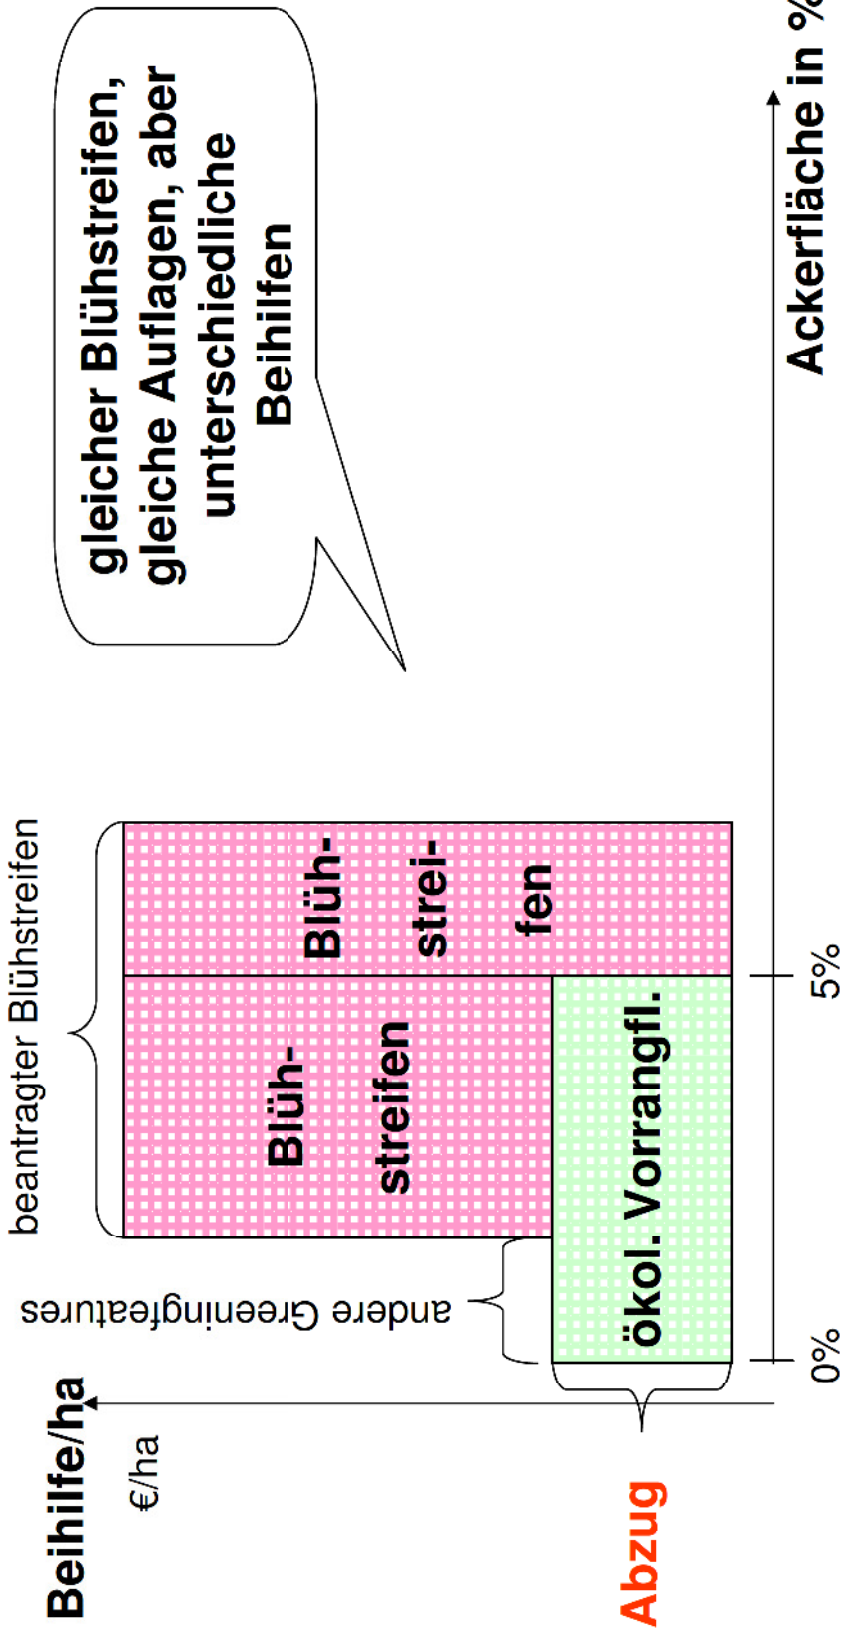 Beihilfe/ha
€/ha
beantragter Blühstreifen
gleicher Blühstreifen,
gleiche Auflagen, aber
unterschiedliche
Beihilfen
andere Greeningfeatures
Blüh-
streifen
Blüh-
strei-
fen
Abzug
ökol. Vorrangfl.
0%
5%
Ackerfläche in %